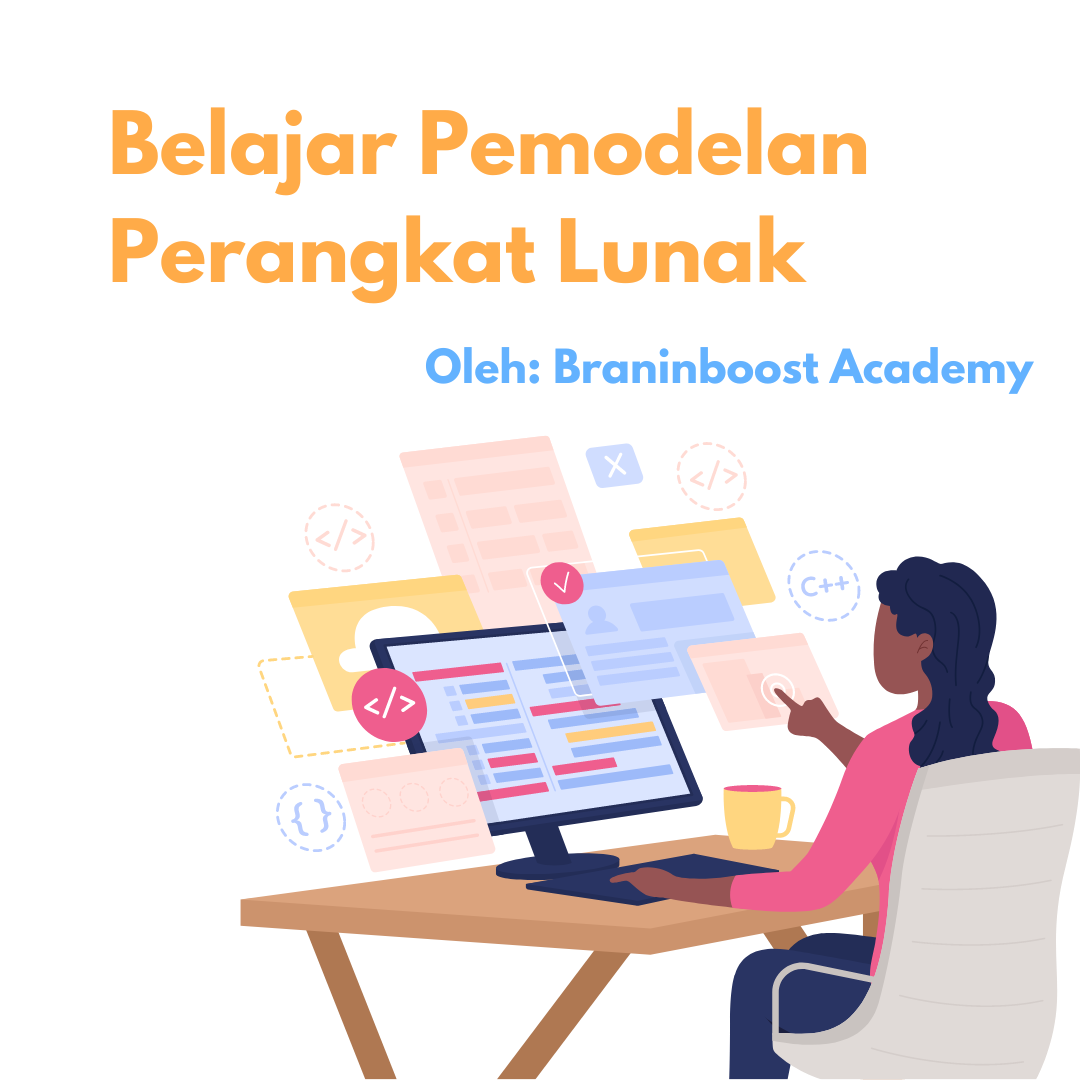 Belajar Pemodelan
Perangkat Lunak
Oleh: Braninboost Academy
X
</>
</>
C++
</>
{ }